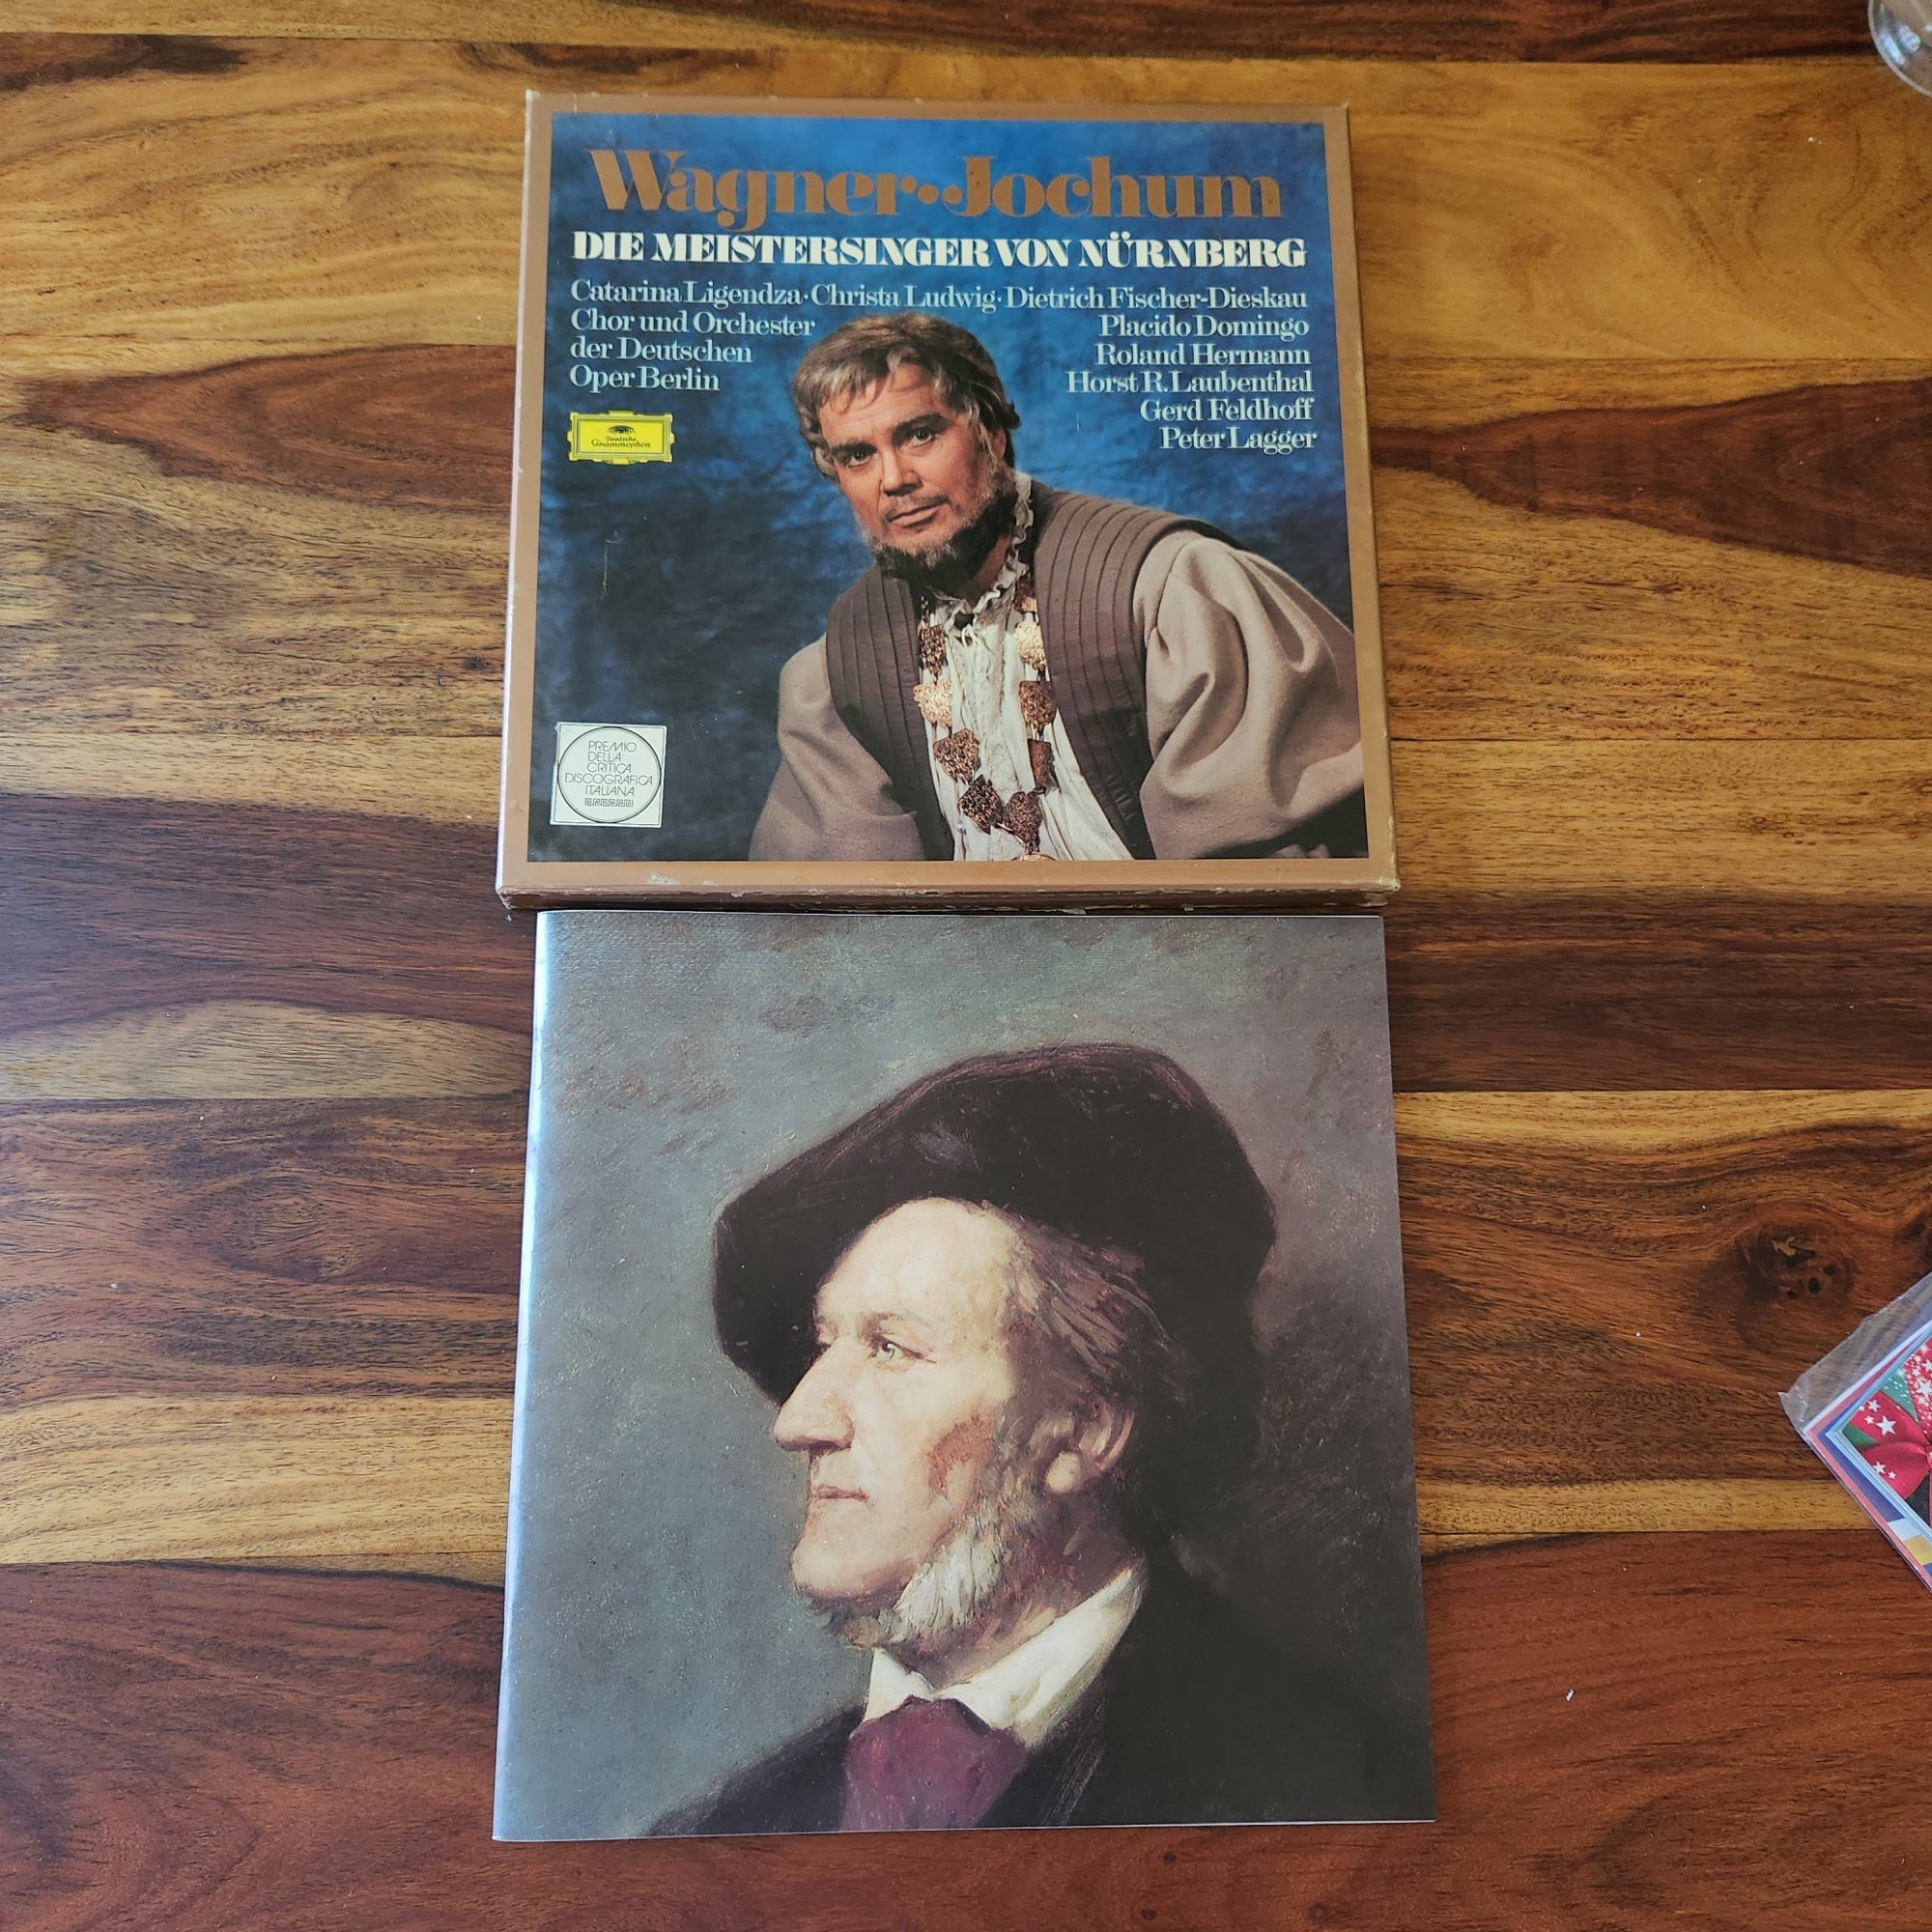 Wagner·Jochum
DIE MEISTERSINGER VON NÜRNBERG
Catarina Ligendza·Christa Ludwig·Dietrich Fischer-Dieskau
Chor und Orchester
der Deutschen
Oper Berlin
Placido Domingo
Roland Hermann
Horst R. Laubenthal
Gerd Feldhoff
Peter Lagger
Deutsche
Grammophon
PREMIO
DELLA
CRITICA
DISCOGRAFICA
ITALIANA